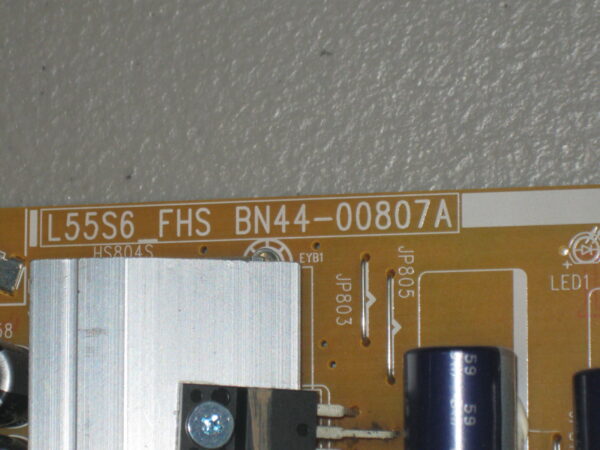 L55S6_FHS BN44-00807A
HS804S
EYB1
JP803
JP805
LED1
+
59
59